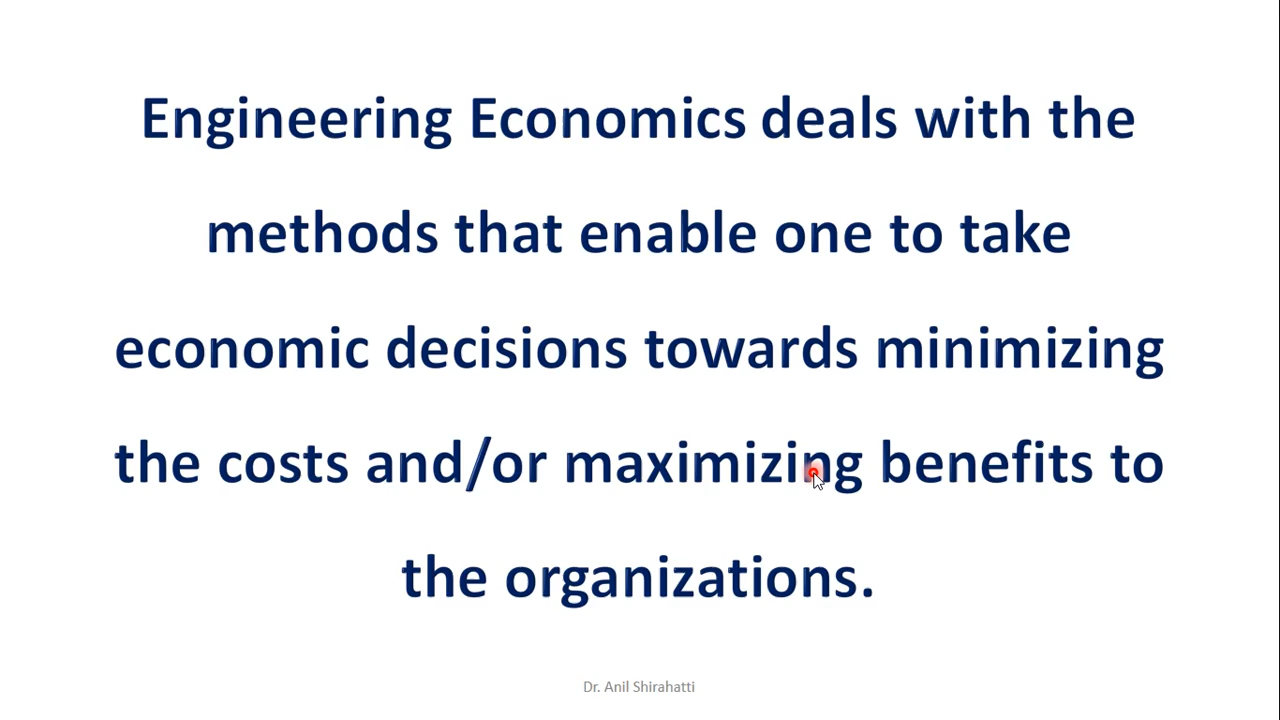 Engineering Economics deals with the
methods that enable one to take
economic decisions towards minimizing
the costs and/or maximizing benefits to
the organizations.
Dr. Anil Shirahatti